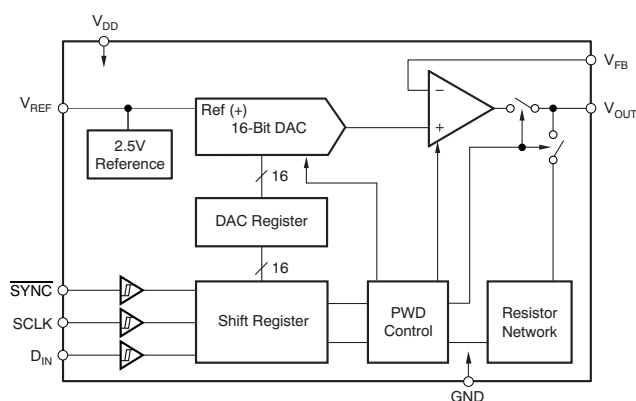 VDD
VFB
VREF
Ref (+)
16-Bit DAC
−
+
VOUT
2.5V
Reference
16
DAC Register
16
SYNC
SCLK
DIN
Shift Register
PWD
Control
Resistor
Network
GND